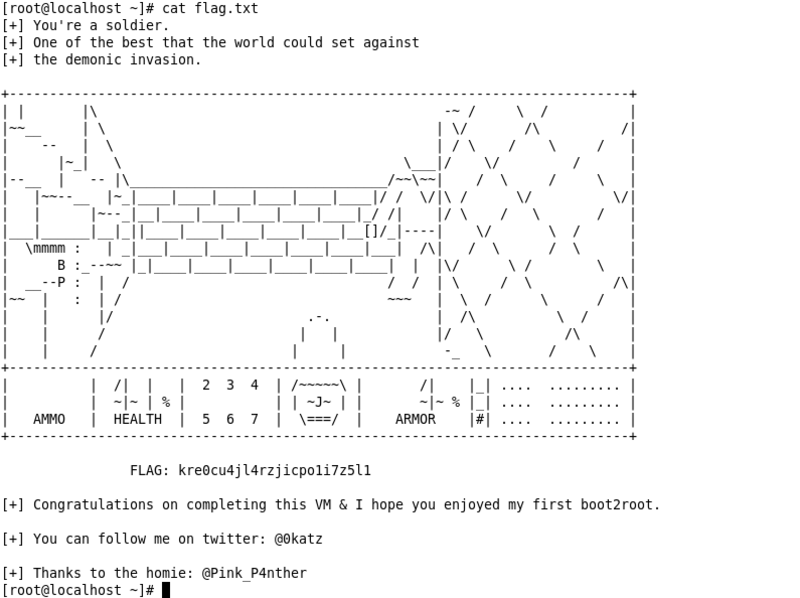 [root@localhost ~]# cat flag.txt
[+] You're a soldier.
[+] One of the best that the world could set against
[+] the demonic invasion.
mmmm :
B :
P :
2 3 4
~J~
%
% 
AMMO HEALTH 5 6 7 ARMOR
FLAG: kre0cu4jl4rzjicpo1i7z5l1
[+] Congratulations on completing this VM & I hope you enjoyed my first boot2root.
[+] You can follow me on twitter: @0katz
[+] Thanks to the homie: @Pink_P4nther
[root@localhost ~]#